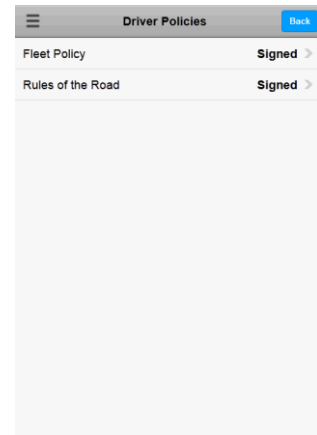 Driver Policies Back
Fleet Policy Signed
Rules of the Road Signed